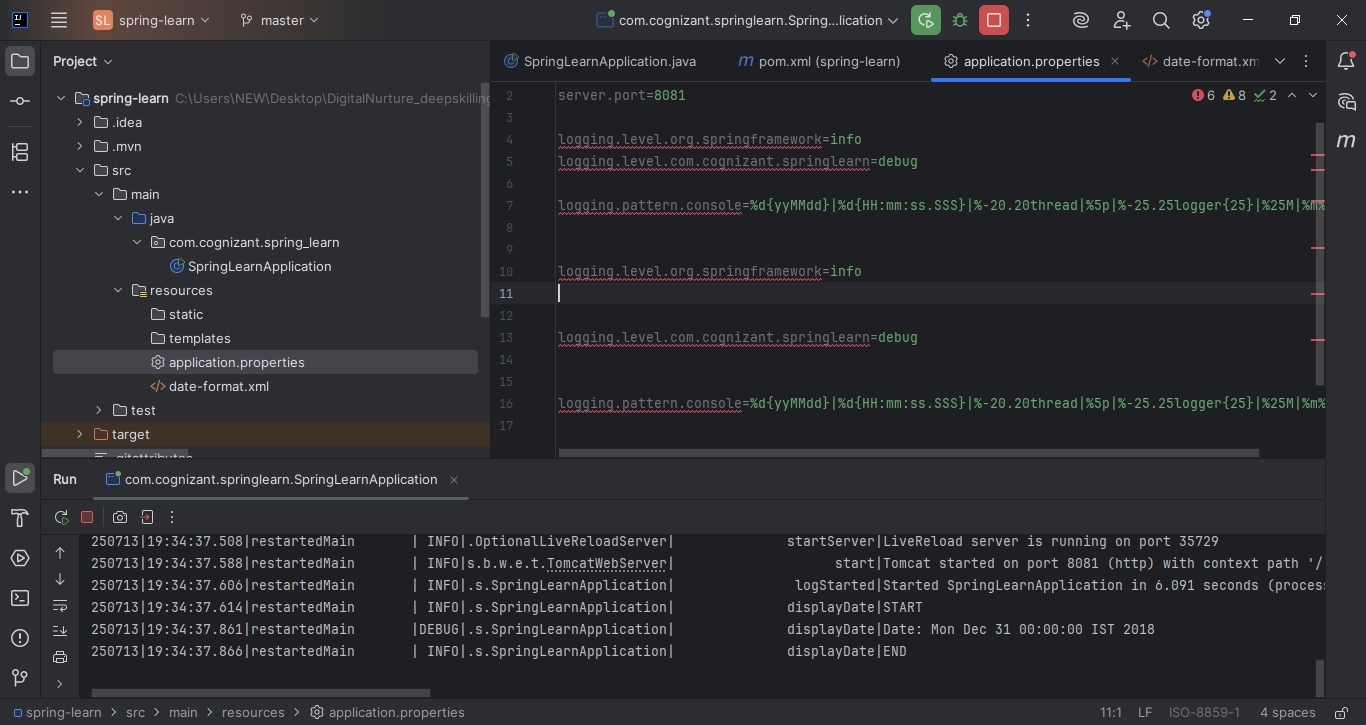 SL spring-learn master com.cognizant.springlearn.Spring...lication
Project
spring-learn C:\Users\NEW\Desktop\DigitalNurture_deepskilling
.idea
.mvn
src
main
java
com.cognizant.spring_learn
SpringLearnApplication
resources
static
templates
application.properties
date-format.xml
test
target
.gitattributes
SpringLearnApplication.java m pom.xml (spring-learn) application.properties date-format.xm
6 8 2
2 server.port=8081
3
4 logging.level.org.springframework=info
5 logging.level.com.cognizant.springlearn=debug
6
7 logging.pattern.console=%d{yyMMdd}|%d{HH:mm:ss.SSS}|%-20.20thread|%5p|%-25.25logger{25}|%25M|%m%
8
9
10 logging.level.org.springframework=info
11
12
13 logging.level.com.cognizant.springlearn=debug
14
15
16 logging.pattern.console=%d{yyMMdd}|%d{HH:mm:ss.SSS}|%-20.20thread|%5p|%-25.25logger{25}|%25M|%m%
17
m
Run com.cognizant.springlearn.SpringLearnApplication
250713|19:34:37.508|restartedMain | INFO|.OptionalLiveReloadServer| startServer|LiveReload server is running on port 35729
250713|19:34:37.588|restartedMain | INFO|s.b.w.e.t.TomcatWebServer| start|Tomcat started on port 8081 (http) with context path '/
250713|19:34:37.606|restartedMain | INFO|.s.SpringLearnApplication| logStarted|Started SpringLearnApplication in 6.091 seconds (process
250713|19:34:37.614|restartedMain | INFO|.s.SpringLearnApplication| displayDate|START
250713|19:34:37.861|restartedMain |DEBUG|.s.SpringLearnApplication| displayDate|Date: Mon Dec 31 00:00:00 IST 2018
250713|19:34:37.866|restartedMain | INFO|.s.SpringLearnApplication| displayDate|END
spring-learn > src > main > resources > application.properties 11:1 LF ISO-8859-1 4 spaces